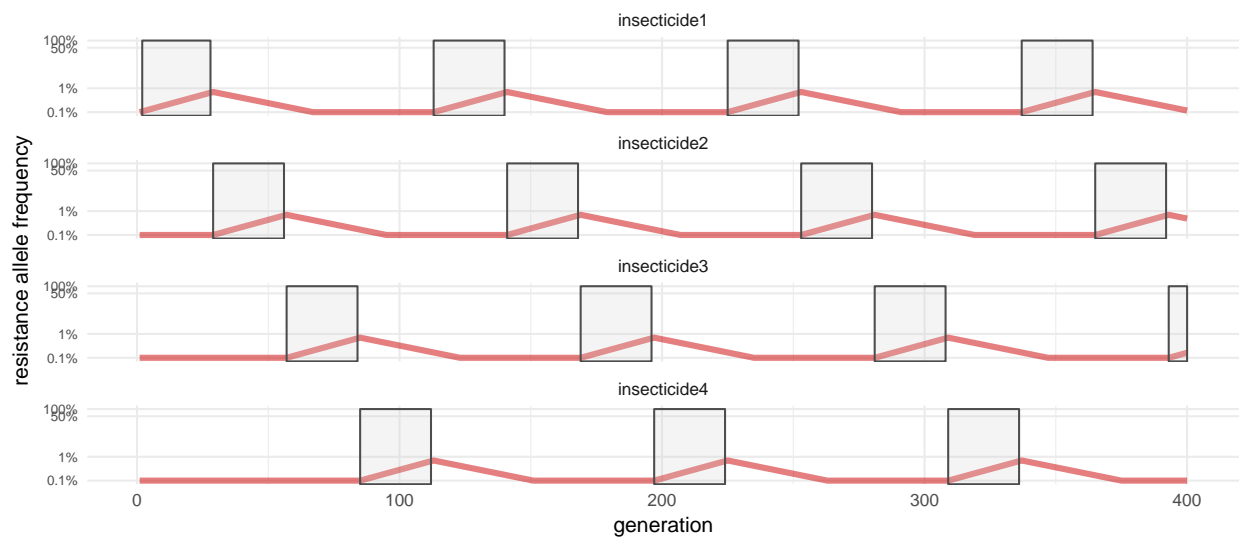 insecticide1
100%
50%
1%
0.1%
insecticide2
100%
50%
1%
0.1%
insecticide3
100%
50%
1%
0.1%
insecticide4
100%
50%
1%
0.1%
0 100 200 300 400
generation
resistance allele frequency